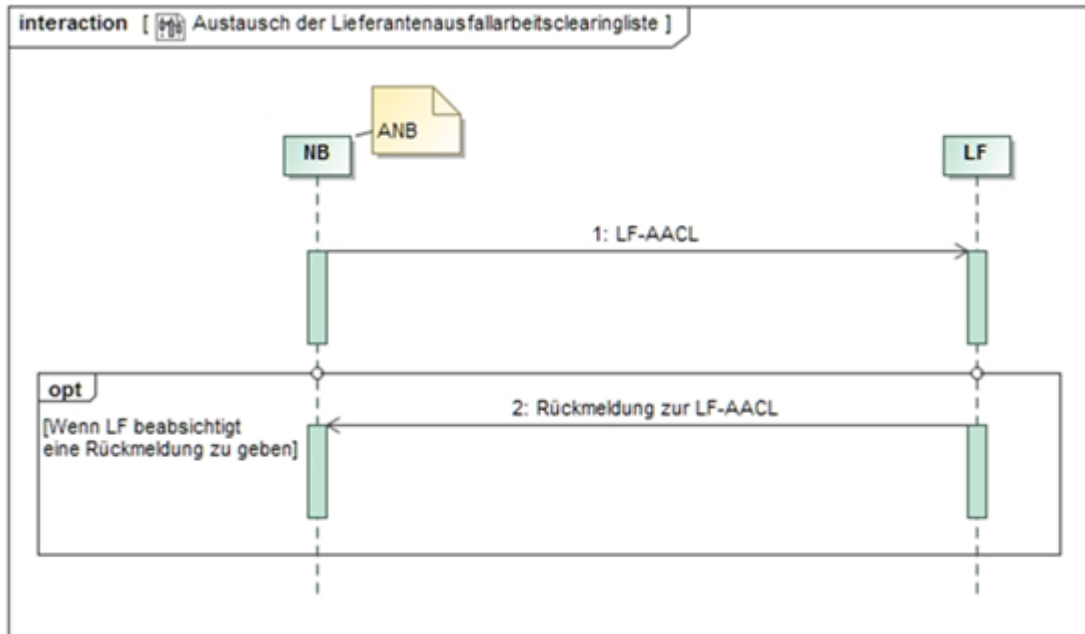 interaction [ Austausch der Lieferantenausfallarbeitsclearingliste ]
ANB
NB
LF
1: LF-AACL
opt
2: Rückmeldung zur LF-AACL
[Wenn LF beabsichtigt
eine Rückmeldung zu geben]